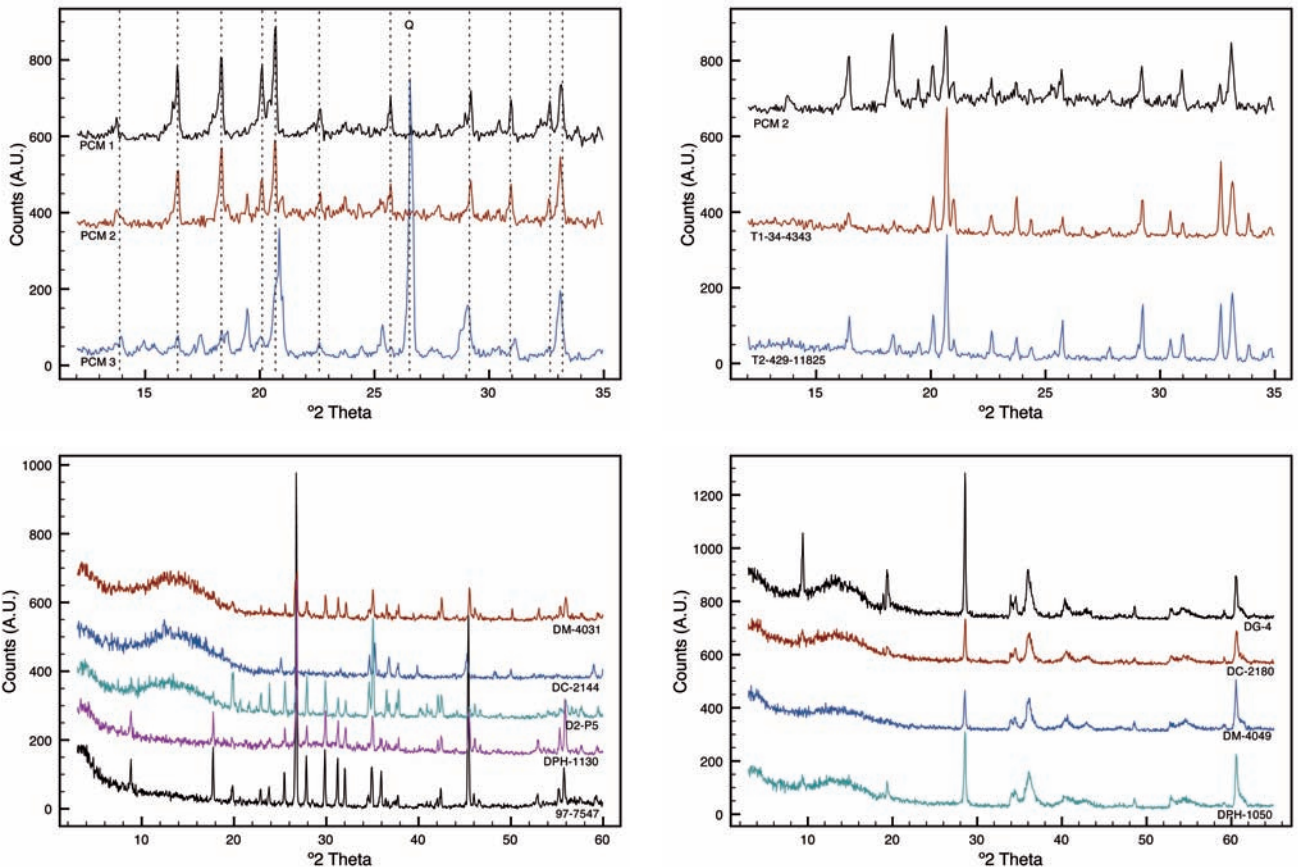 Q
Counts (A.U.)
800
600
400
200
0
PCM 1
PCM 2
PCM 3
15 20 25 30 35
º2 Theta
Counts (A.U.)
800
600
400
200
0
PCM 2
T1-34-4343
T2-429-11825
15 20 25 30 35
º2 Theta
Counts (A.U.)
1000
800
600
400
200
0
DM-4031
DC-2144
D2-P5
DPH-1130
97-7547
10 20 30 40 50 60
º2 Theta
Counts (A.U.)
1200
1000
800
600
400
200
0
DG-4
DC-2180
DM-4049
DPH-1050
10 20 30 40 50 60
º2 Theta